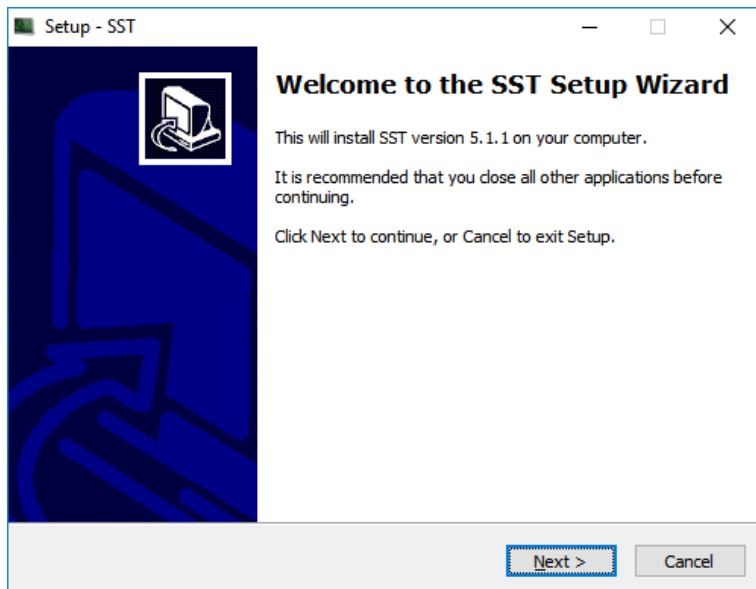 Setup - SST
Welcome to the SST Setup Wizard
This will install SST version 5.1.1 on your computer.
It is recommended that you close all other applications before
continuing.
Click Next to continue, or Cancel to exit Setup.
Next >
Cancel